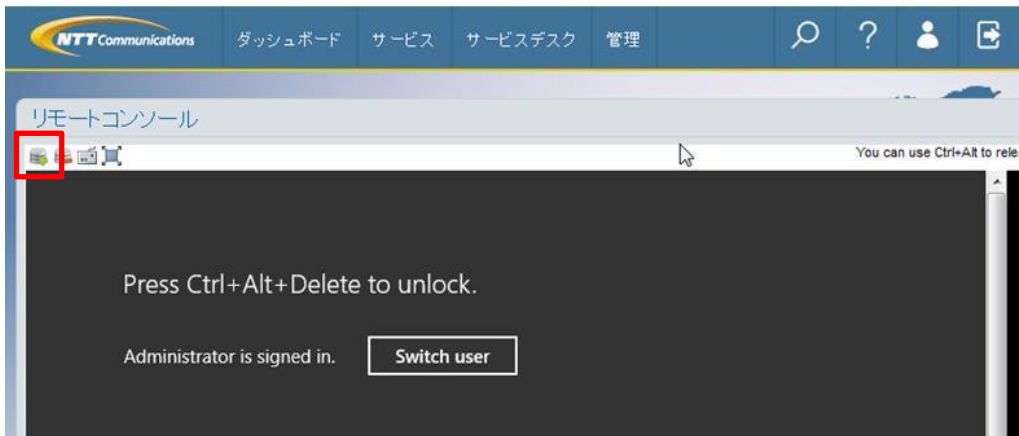 NTT Communications ダッシュボード サービス サービスデスク 管理 ?
リモートコンソール
You can use Ctrl+Alt to rele
Press Ctrl+Alt+Delete to unlock.
Administrator is signed in. Switch user